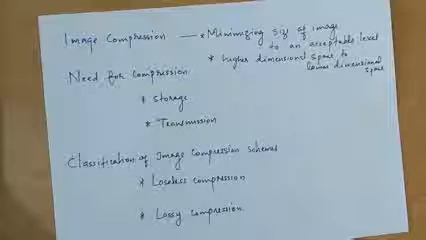 Image Compression — * Minimizing size of image
to an acceptable level
* higher dimensional space to
lower dimensional
space
Need for compression
* Storage
* Transmission
Classification of Image Compression schemes
* Lossless compression
* Lossy compression